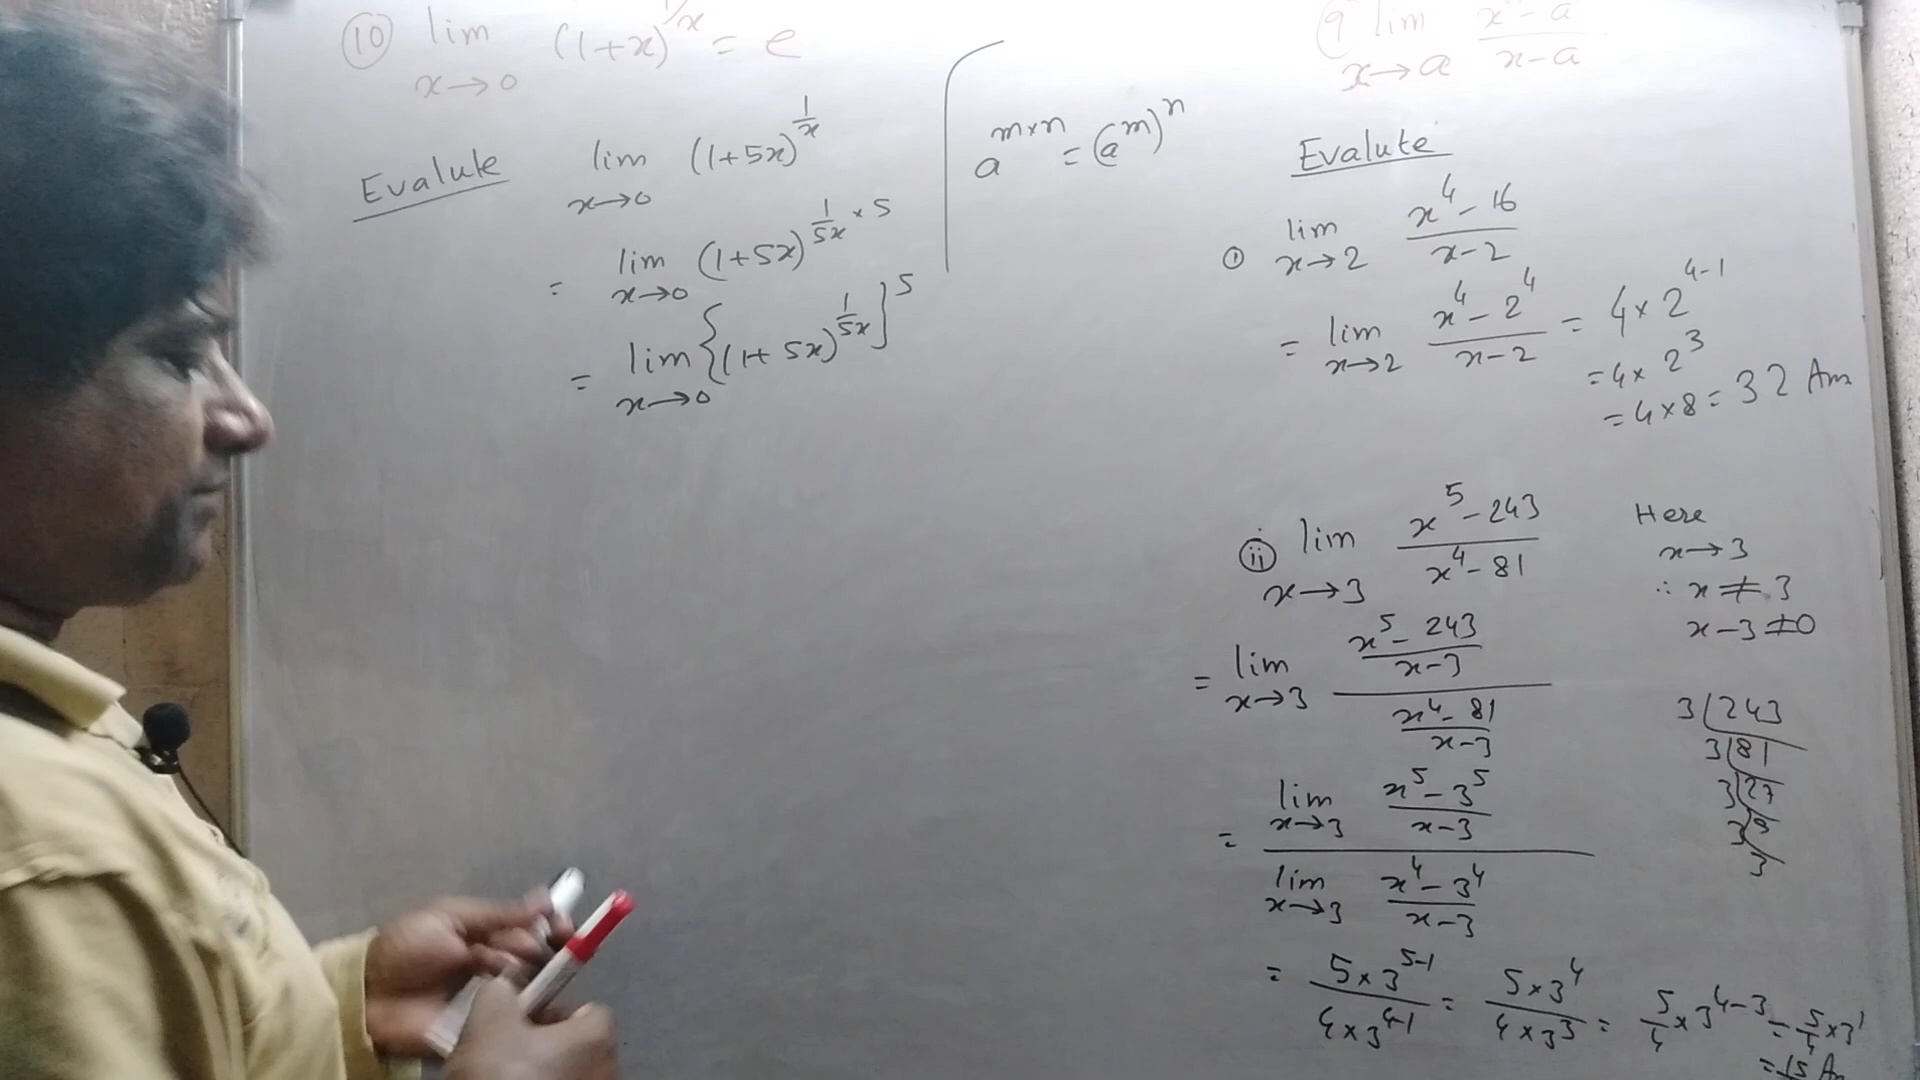 ⑩ lim x→0 (1+x)^1/x = e
Evalute lim x→0 (1+5x)^1/x
= lim x→0 (1+5x)^1/5x × 5
= lim x→0 {(1+5x)^1/5x}^5
a^m×n = (a^m)^n
⑨ lim x→a (x - a)/(x-a)
Evalute
① lim x→2 (x^4 - 16)/(x-2)
= lim x→2 (x^4 - 2^4)/(x-2) = 4 × 2^4-1
= 4 × 2^3
= 4 × 8 = 32 Ans
ⓘⓘ lim x→3 (x^5 - 243)/(x^4 - 81)
= lim x→3 ((x^5 - 243)/(x-3))/((x^4 - 81)/(x-3))
= (lim x→3 (x^5 - 3^5)/(x-3))/(lim x→3 (x^4 - 3^4)/(x-3))
= (5 × 3^5-1)/(4 × 3^4-1) = (5 × 3^4)/(4 × 3^3) = 5/4 × 3^4-3 = 5/4 × 3^1
Here
x→3
∴ x ≠ 3
x-3 ≠ 0
3 243
3 81
3 27
3 9
3